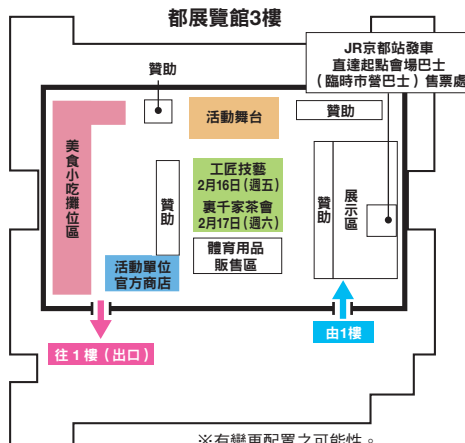 都展覽館3樓
JR京都站發車
直達起點會場巴士
（臨時市營巴士）售票處
贊助
活動舞台
贊助
美食小吃攤位區
工匠技藝
2月16日（週五）
裏千家茶會
2月17日（週六）
贊助
贊助
展示區
體育用品
販售區
活動單位
官方商店
往1樓（出口）
由1樓
※有變更配置之可能性。